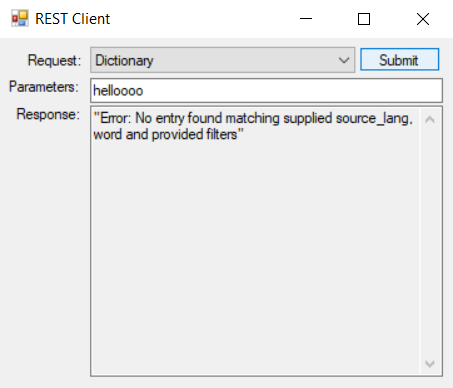 REST Client
Request: Dictionary Submit
Parameters: helloooo
Response: "Error: No entry found matching supplied source_lang,
word and provided filters"